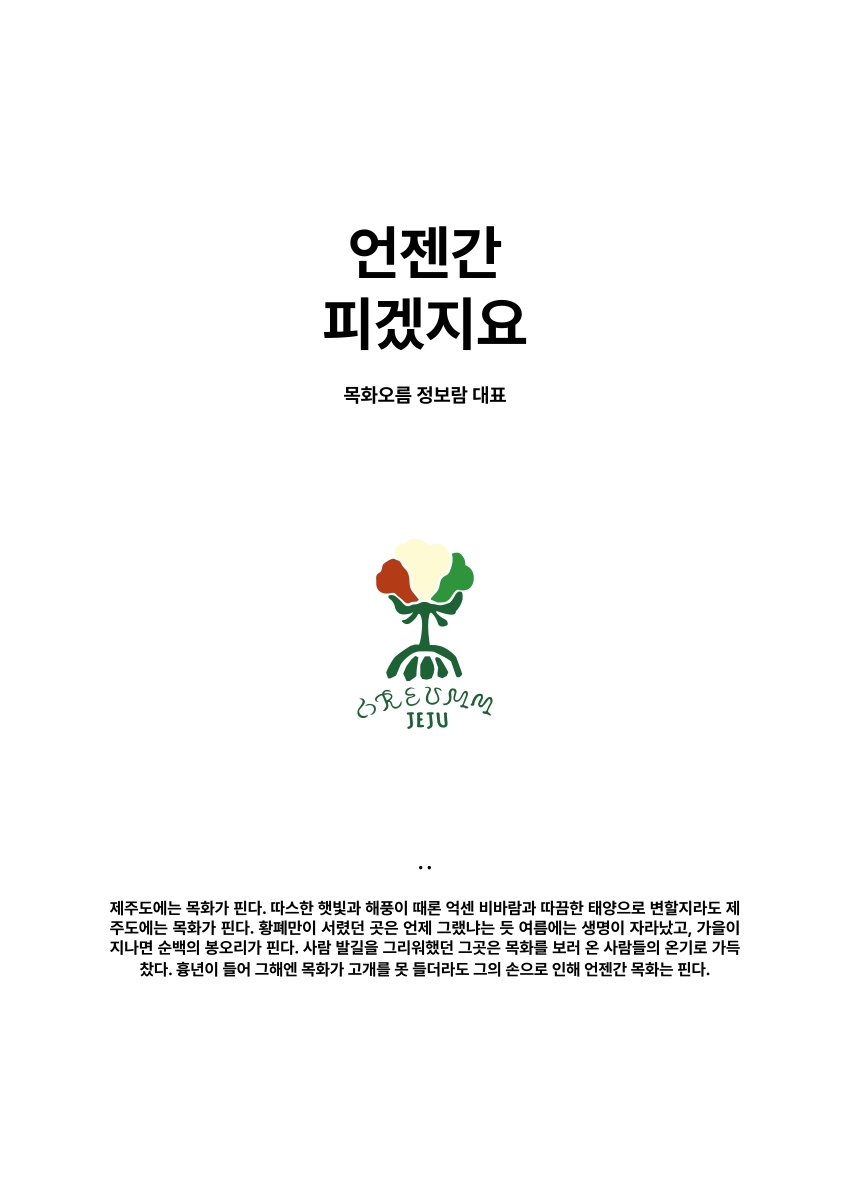 언젠간
피겠지요
목화오름 정보람 대표
OREUMM
JEJU
..
제주도에는 목화가 핀다. 따스한 햇빛과 해풍이 때론 억센 비바람과 따끔한 태양으로 변할지라도 제
주도에는 목화가 핀다. 황폐만이 서렸던 곳은 언제 그랬냐는 듯 여름에는 생명이 자라났고, 가을이
지나면 순백의 봉오리가 핀다. 사람 발길을 그리워했던 그곳은 목화를 보러 온 사람들의 온기로 가득
찼다. 흉년이 들어 그해엔 목화가 고개를 못 들더라도 그의 손으로 인해 언젠간 목화는 핀다.